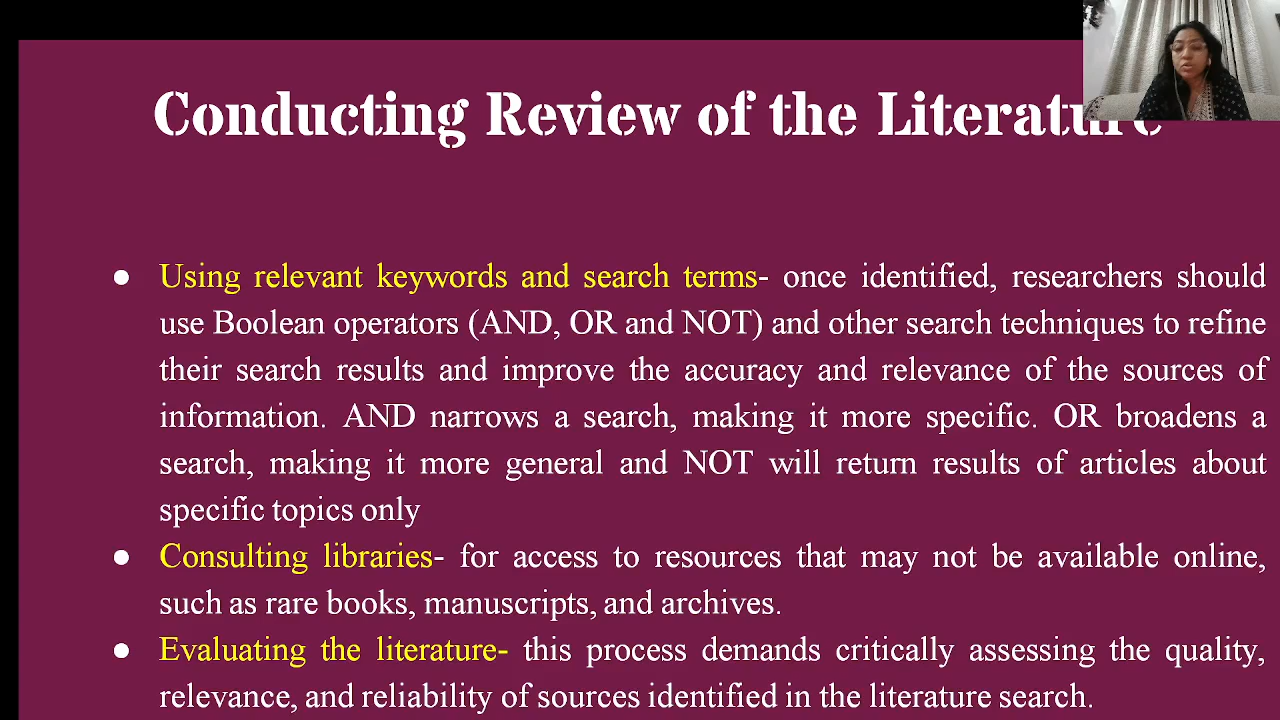 Conducting Review of the Literature
● Using relevant keywords and search terms- once identified, researchers should
use Boolean operators (AND, OR and NOT) and other search techniques to refine
their search results and improve the accuracy and relevance of the sources of
information. AND narrows a search, making it more specific. OR broadens a
search, making it more general and NOT will return results of articles about
specific topics only
● Consulting libraries- for access to resources that may not be available online,
such as rare books, manuscripts, and archives.
● Evaluating the literature- this process demands critically assessing the quality,
relevance, and reliability of sources identified in the literature search.